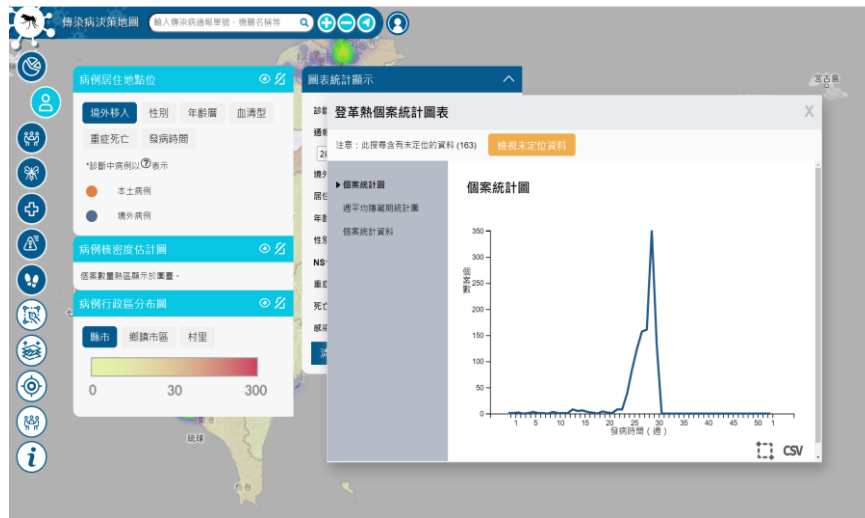 傳染病決策地圖
輸入傳染病通報單號、機關名稱等
病例居住地點位
境外移入
性別
年齡層
血清型
重症死亡
發病時間
*診斷中病例以?表示
本土病例
境外病例
病例核密度估計圖
個案數量熱區顯示於圖臺。
病例行政區分布圖
縣市
鄉鎮市區
村里
0
30
300
圖表統計顯示
登革熱個案統計圖表
X
注意：此搜尋含有未定位的資料 (163)
檢視未定位資料
個案統計圖
週平均隱藏期統計圖
個案統計資料
個案統計圖
個案數
350
300
250
200
150
100
50
0
1 5 10 15 20 25 30 35 40 45 50 1
發病時間 ( 週 )
CSV
琉球
宮古島